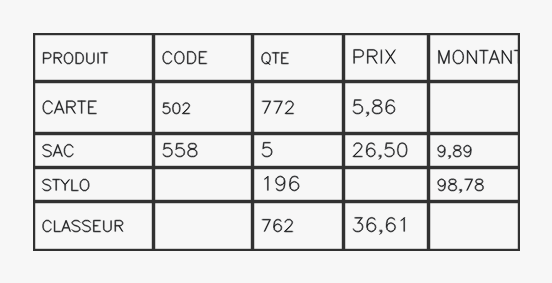 PRODUIT CODE QTE PRIX MONTANT
CARTE 502 772 5,86
SAC 558 5 26,50 9,89
STYLO 196 98,78
CLASSEUR 762 36,61